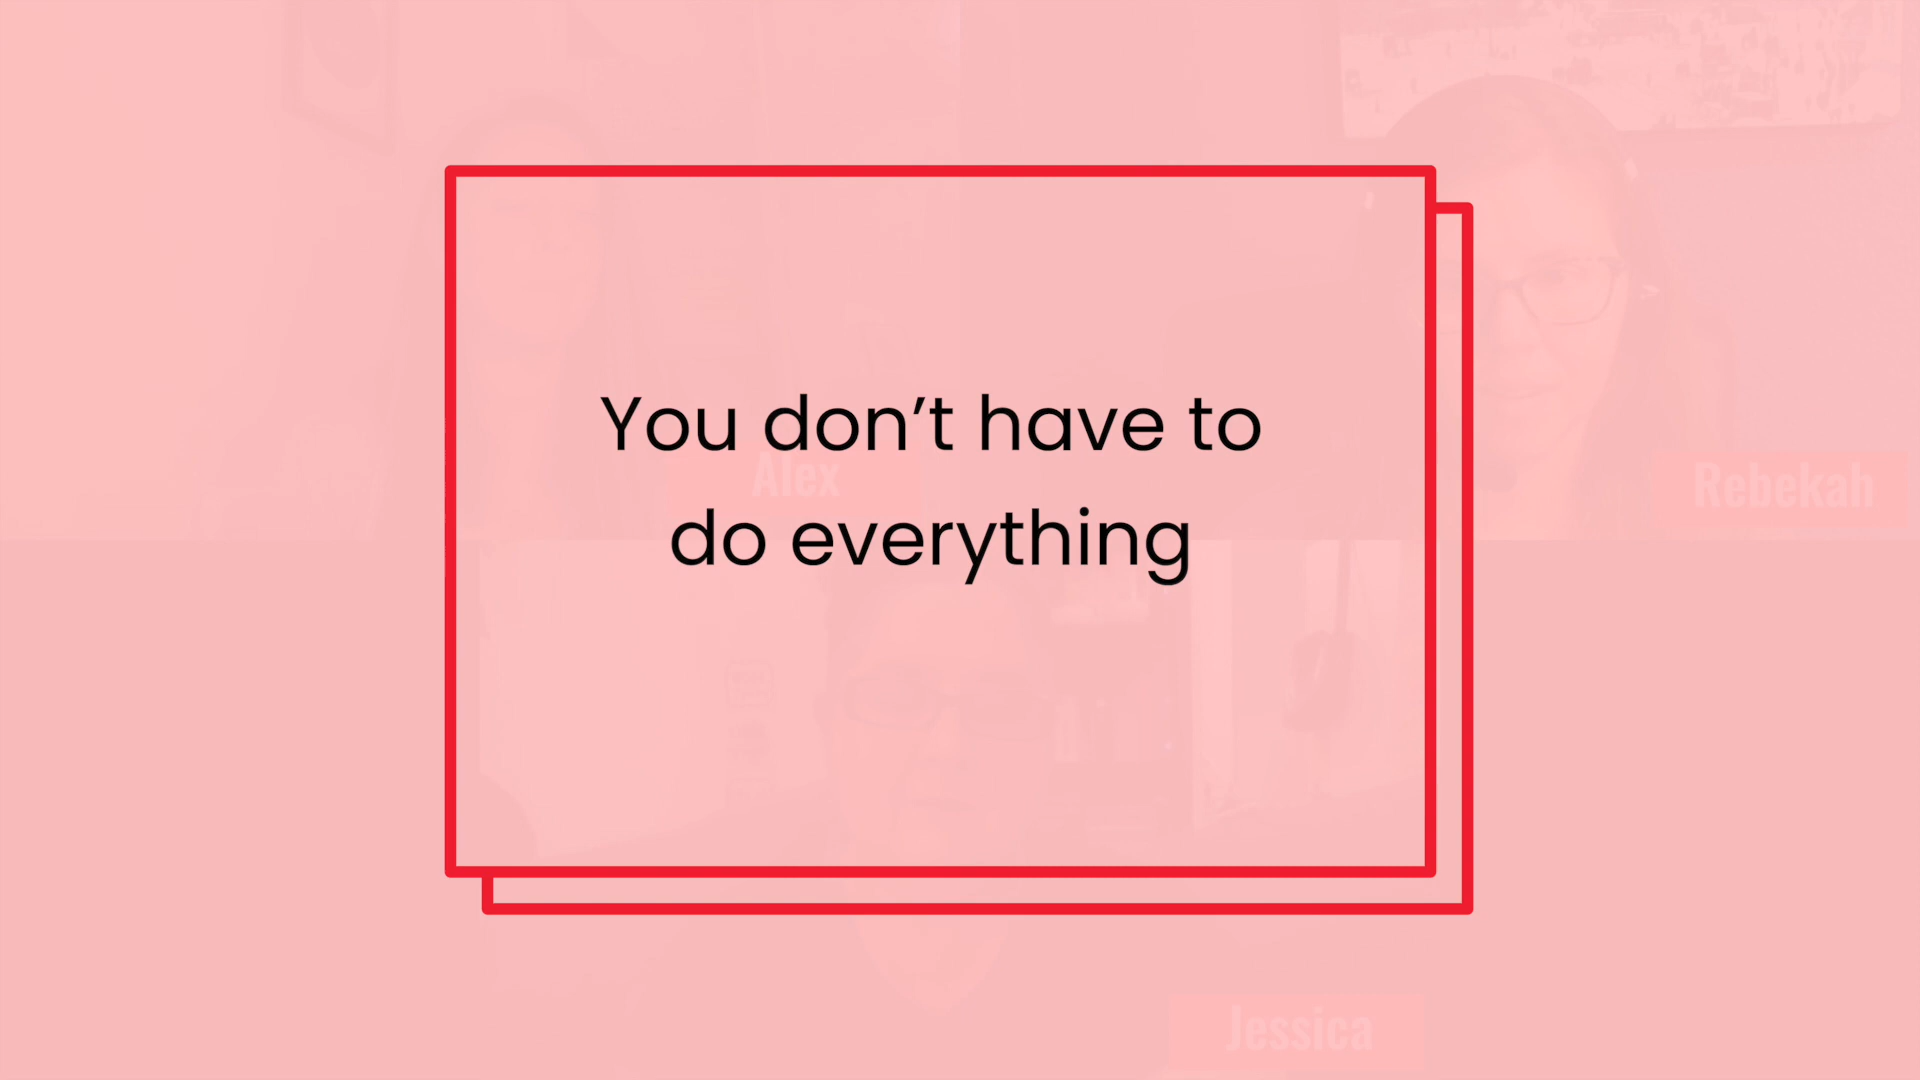 You don’t have to
Alex
Rebekah
do everything
Jessica